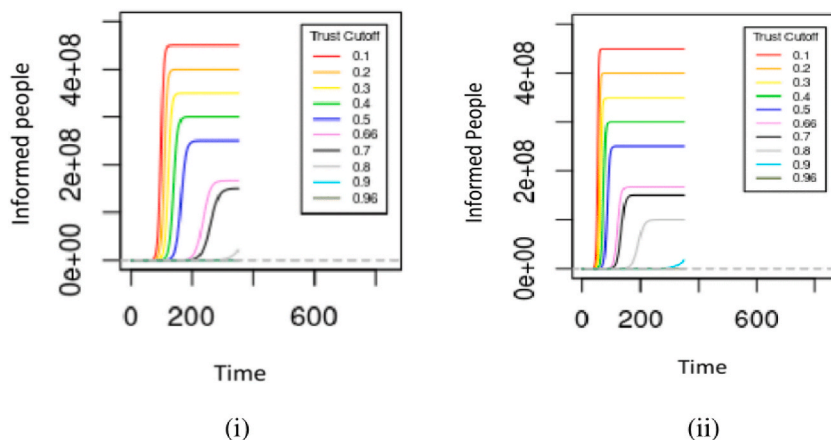 Informed people
0e+00
2e+08
4e+08
Trust Cutoff
0.1
0.2
0.3
0.4
0.5
0.66
0.7
0.8
0.9
0.96
0
200
600
Time
(i)
Informed People
0e+00
2e+08
4e+08
Trust Cutoff
0.1
0.2
0.3
0.4
0.5
0.66
0.7
0.8
0.9
0.96
0
200
600
Time
(ii)